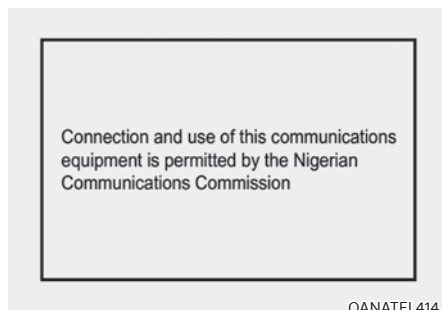 Connection and use of this communications
equipment is permitted by the Nigerian
Communications Commission
OANATEL414